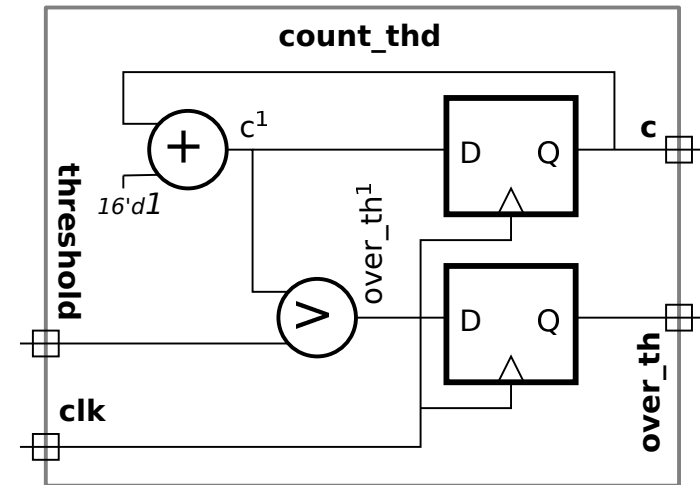 count_thd
c¹
c
+
D Q
16'd1
threshold
over_th¹
>
D Q
over_th
clk